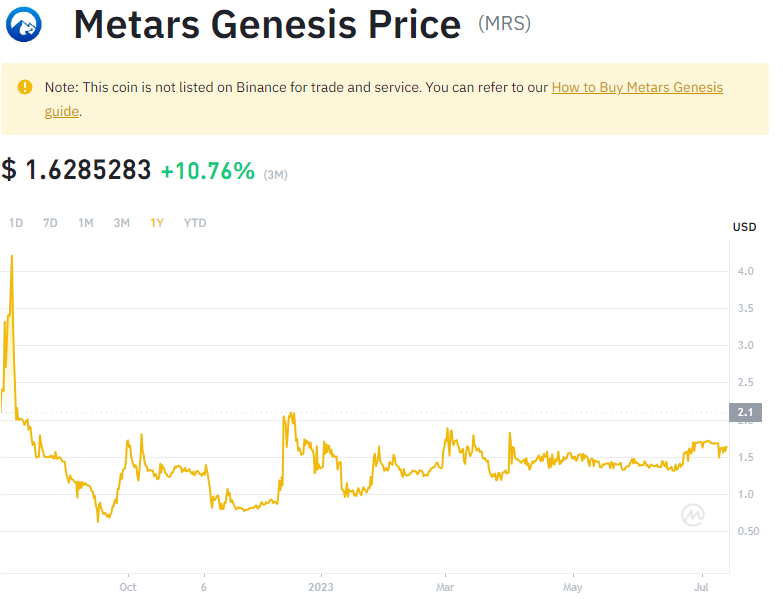 Metars Genesis Price (MRS)
Note: This coin is not listed on Binance for trade and service. You can refer to our How to Buy Metars Genesis
guide.
$ 1.6285283 +10.76% (3M)
1D 7D 1M 3M 1Y YTD
USD
4.0
3.5
3.0
2.5
2.1
1.5
1.0
0.50
Oct 6 2023 Mar May Jul